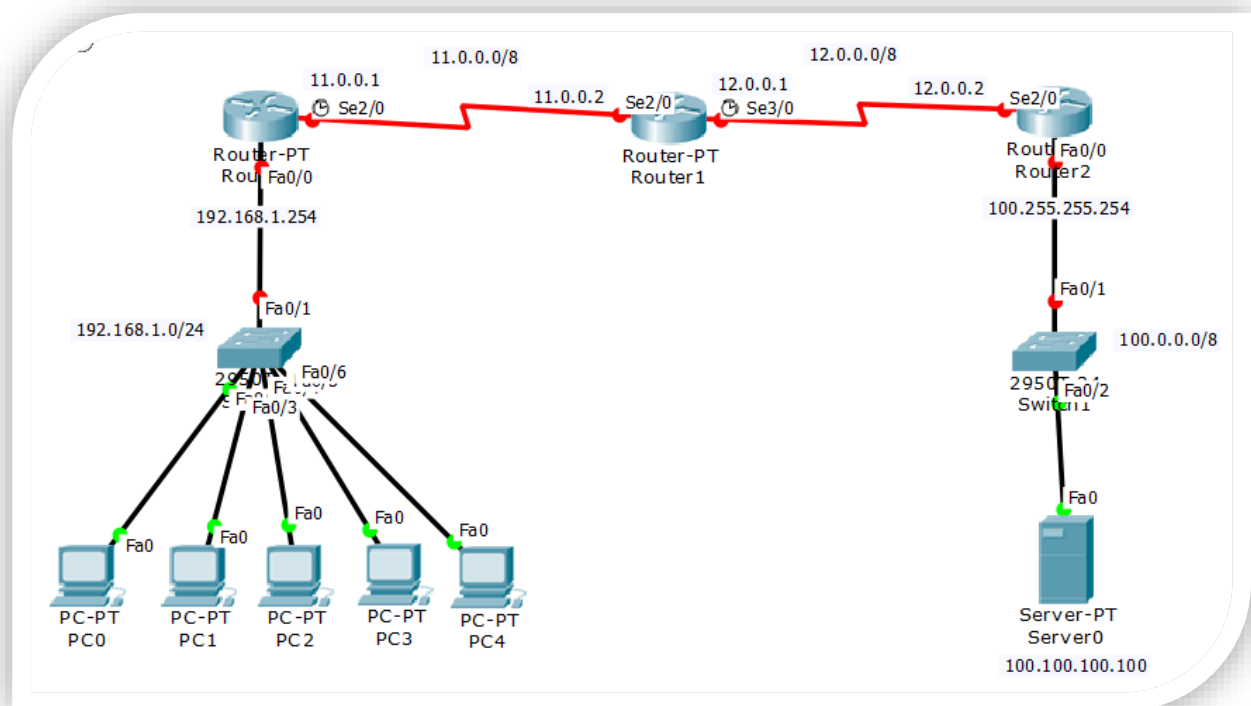 11.0.0.0/8
12.0.0.0/8
11.0.0.1
11.0.0.2
12.0.0.1
12.0.0.2
Se2/0
Se2/0
Se3/0
Se2/0
Router-PT
Fa0/0
Router-PT
Router1
Fa0/0
Router2
192.168.1.254
100.255.255.254
Fa0/1
Fa0/1
192.168.1.0/24
100.0.0.0/8
Fa0/6
Fa0/3
Fa0/2
Switch1
Fa0
Fa0
Fa0
Fa0
Fa0
Fa0
PC-PT
PC0
PC-PT
PC1
PC-PT
PC2
PC-PT
PC3
PC-PT
PC4
Server-PT
Server0
100.100.100.100